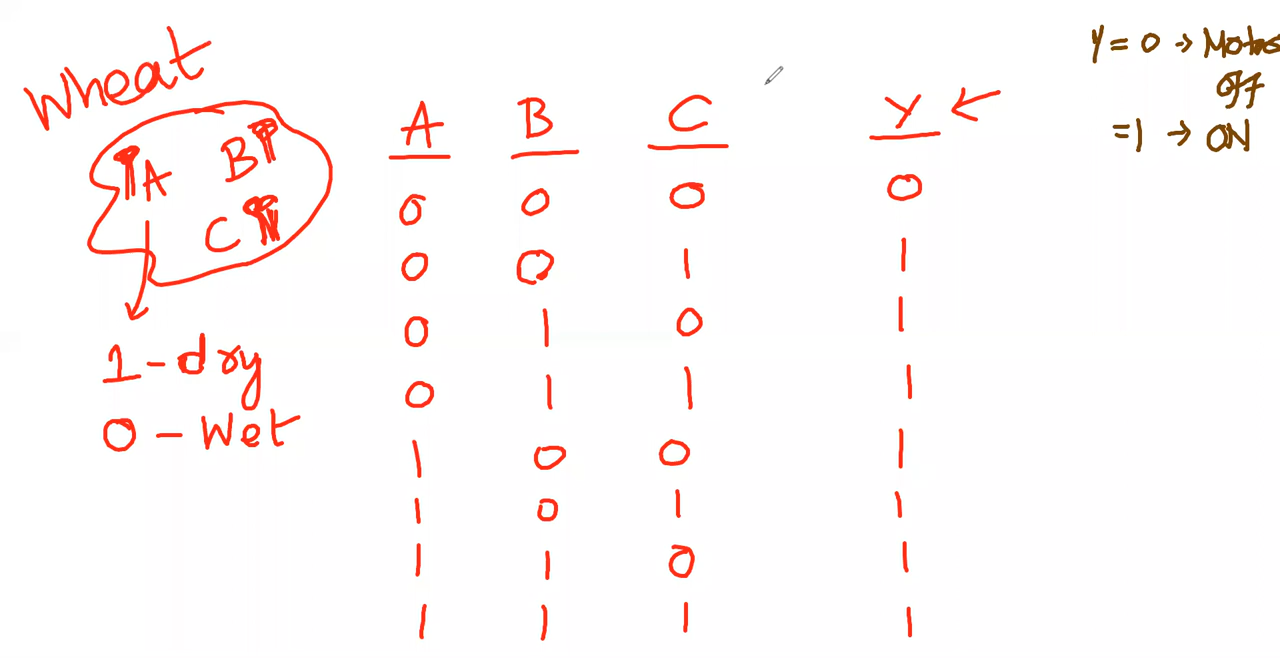 Wheat
A B
C
1 - dry
0 - Wet
A B C Y
0 0 0 0
0 0 1 1
0 1 0 1
0 1 1 1
1 0 0 1
1 0 1 1
1 1 0 1
1 1 1 1
Y = 0 → Motor
OFF
= 1 → ON